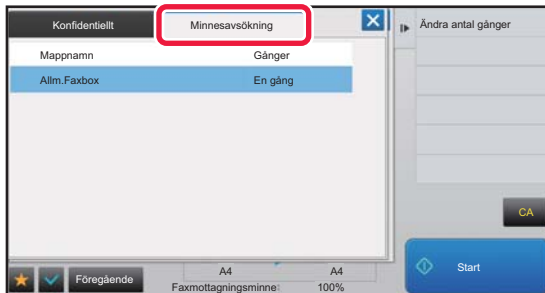 Konfidentiellt
Minnesavsökning
Ändra antal gånger
Mappnamn
Gånger
Allm.Faxbox
En gång
CA
Start
Föregående
A4
A4
Faxmottagningsminne:
100%